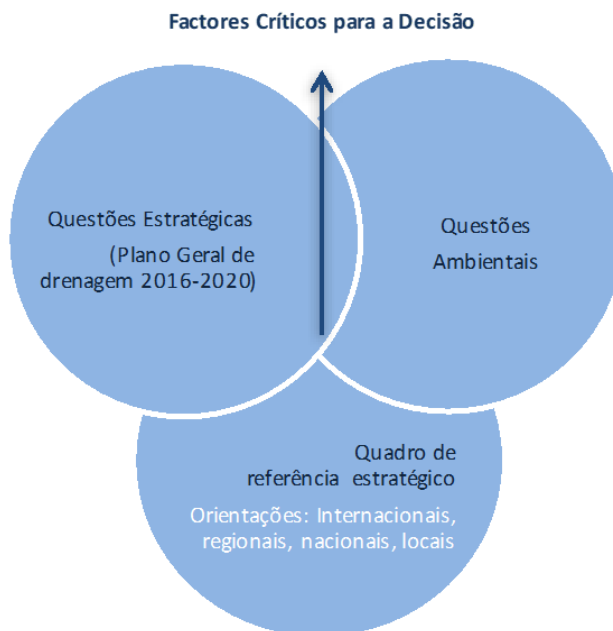 Factores Críticos para a Decisão
Questões Estratégicas
(Plano Geral de
drenagem 2016-2020)
Questões
Ambientais
Quadro de
referência estratégico
Orientações: Internacionais,
regionais, nacionais, locais